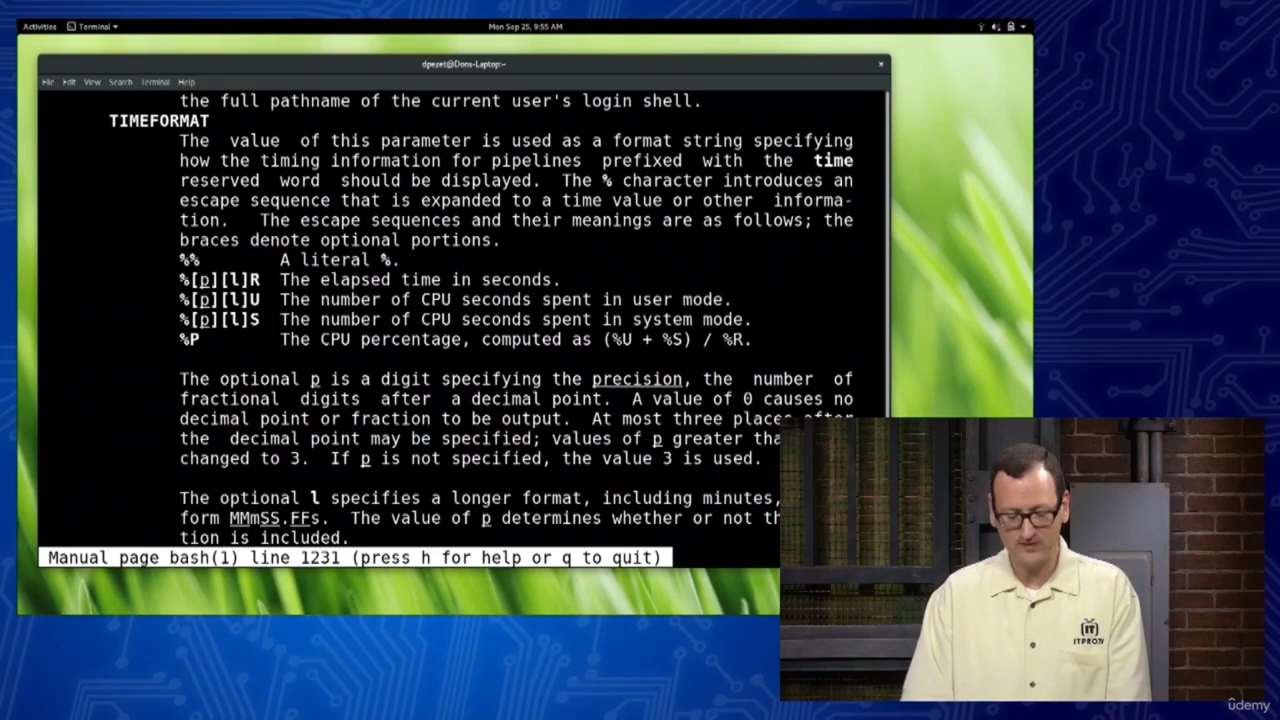 Activities Terminal Mon Sep 25, 9:55 AM
dpezet@Dons-Laptop:~
File Edit View Search Terminal Help
the full pathname of the current user's login shell.
TIMEFORMAT
The value of this parameter is used as a format string specifying
how the timing information for pipelines prefixed with the time
reserved word should be displayed. The % character introduces an
escape sequence that is expanded to a time value or other informa-
tion. The escape sequences and their meanings are as follows; the
braces denote optional portions.
%% A literal %.
%[p][l]R The elapsed time in seconds.
%[p][l]U The number of CPU seconds spent in user mode.
%[p][l]S The number of CPU seconds spent in system mode.
%P The CPU percentage, computed as (%U + %S) / %R.
The optional p is a digit specifying the precision, the number of
fractional digits after a decimal point. A value of 0 causes no
decimal point or fraction to be output. At most three places after
the decimal point may be specified; values of p greater tha
changed to 3. If p is not specified, the value 3 is used.
The optional l specifies a longer format, including minutes,
form MMmSS.FFs. The value of p determines whether or not th
tion is included.
Manual page bash(1) line 1231 (press h for help or q to quit)
IT
ITPROTV
udemy